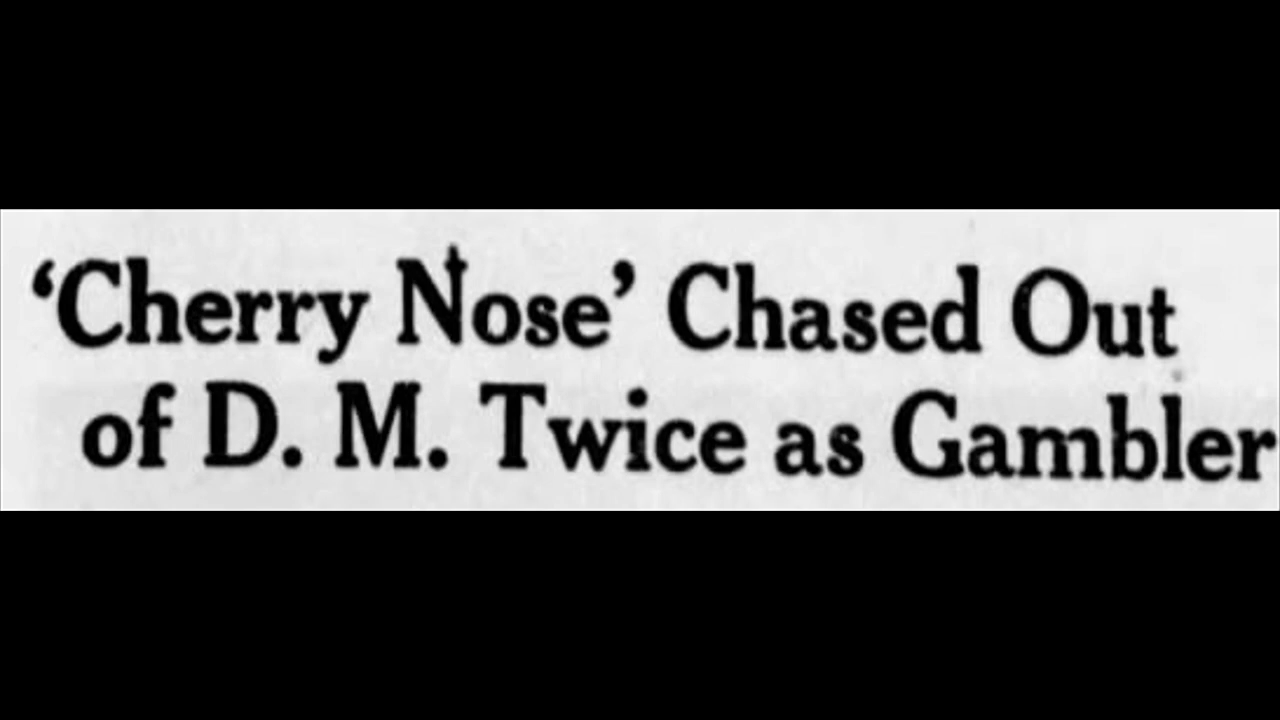 ‘Cherry Nose’ Chased Out
of D. M. Twice as Gambler